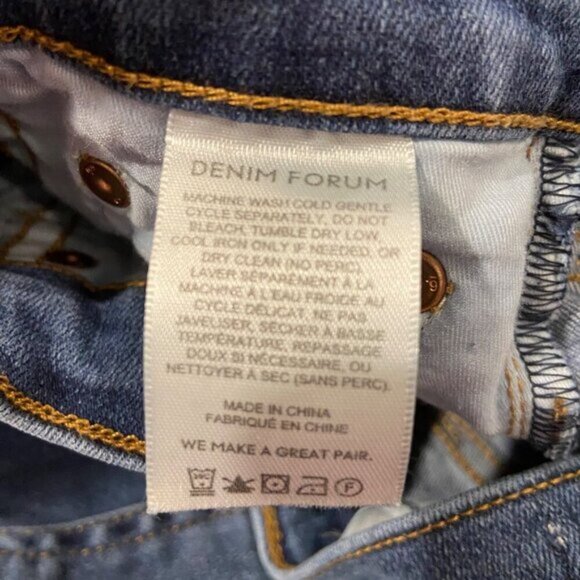 DENIM FORUM
MACHINE WASH COLD GENTLE
CYCLE SEPARATELY, DO NOT
BLEACH, TUMBLE DRY LOW,
COOL IRON ONLY IF NEEDED, OR
DRY CLEAN (NO PERC).
LAVER SÉPARÉMENT À LA
MACHINE À L'EAU FROIDE AU
CYCLE DÉLICAT, NE PAS
JAVELISER, SÉCHER À BASSE
TEMPÉRATURE, REPASSAGE
DOUX SI NÉCESSAIRE, OU
NETTOYER À SEC (SANS PERC).
MADE IN CHINA
FABRIQUÉ EN CHINE
WE MAKE A GREAT PAIR.
F